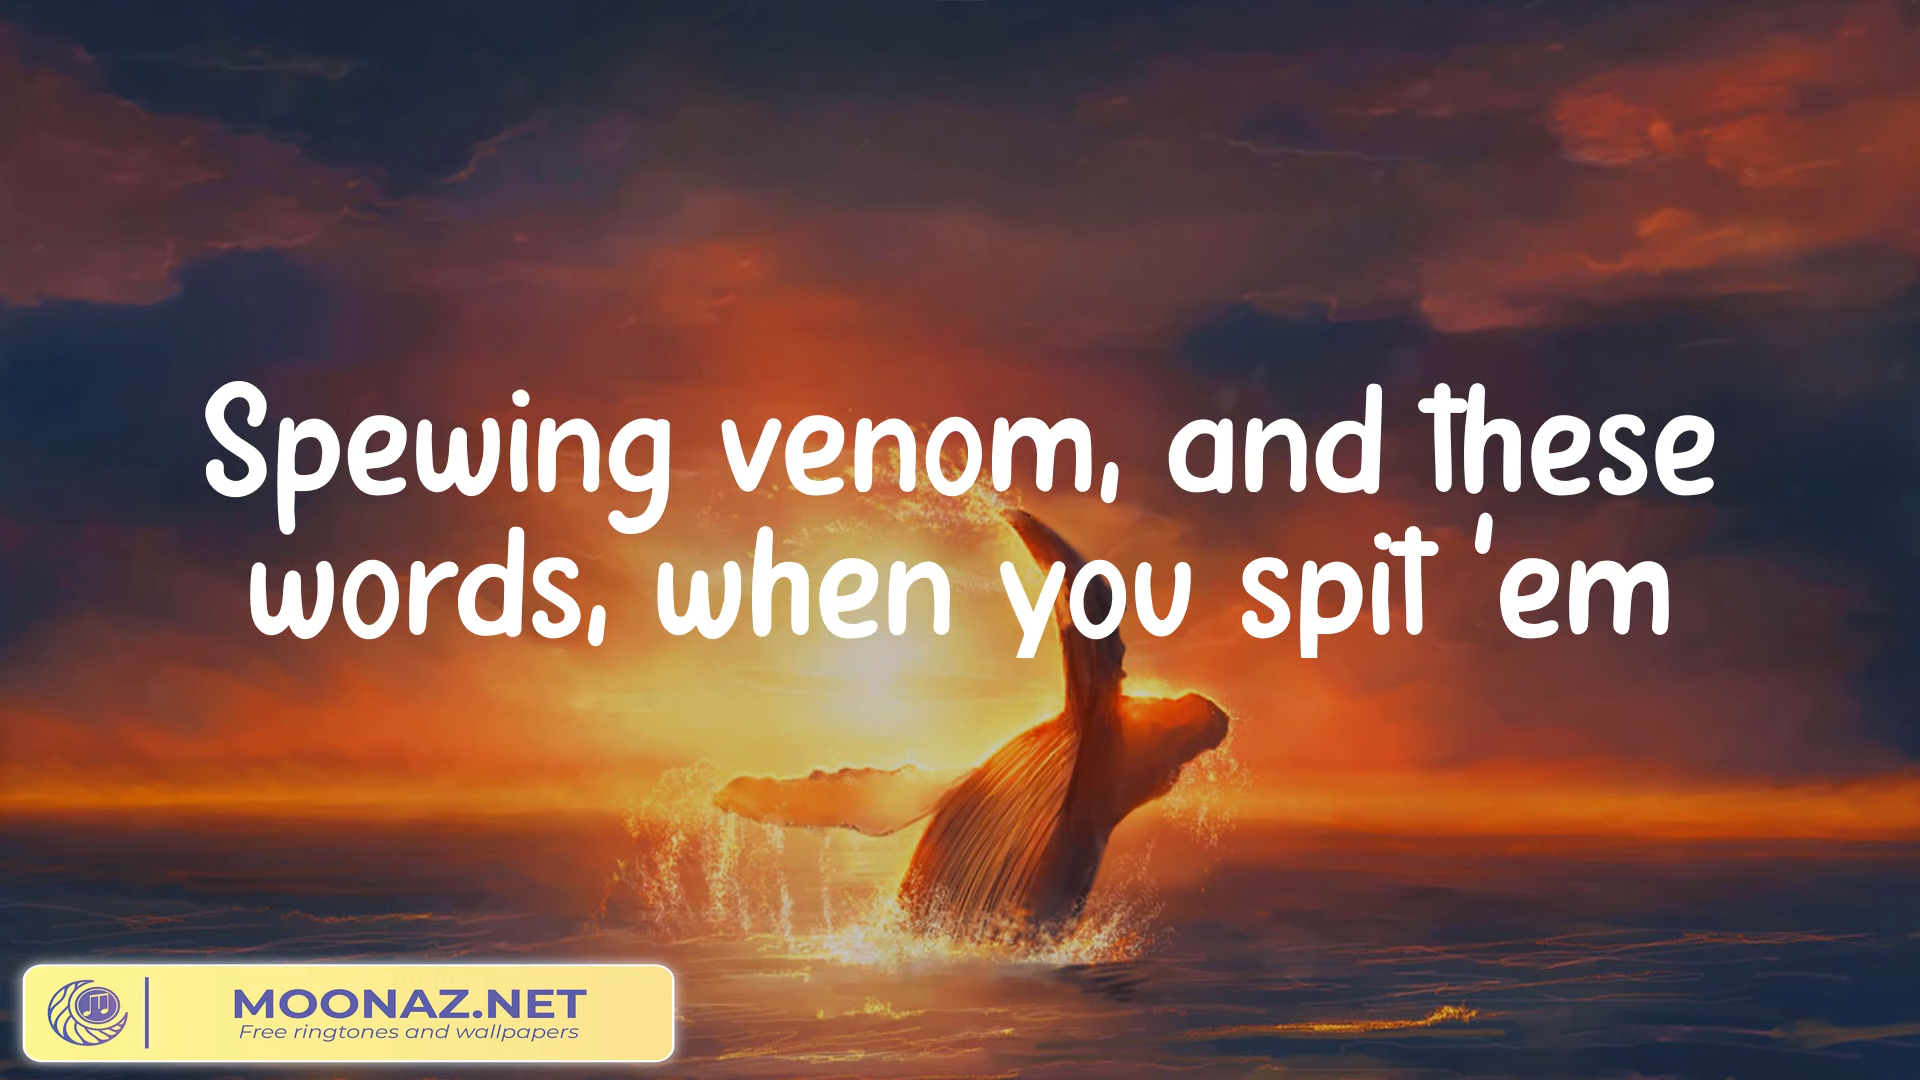 Spewing venom, and these
words, when you spit 'em
MOONAZ.NET
Free ringtones and wallpapers